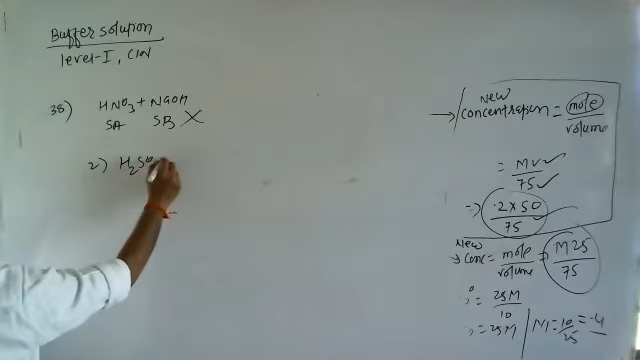 Buffer Solution
level-I, CW
38) HNO3 + NaOH
SA SB X
2) H2SO
→ New Concentration = mole/volume
= MV/75
⇒ .2×50/75
→ New Conc = mole/volume = M25/75
= 25M/10
= 25M
M1 = 10/25 = .4